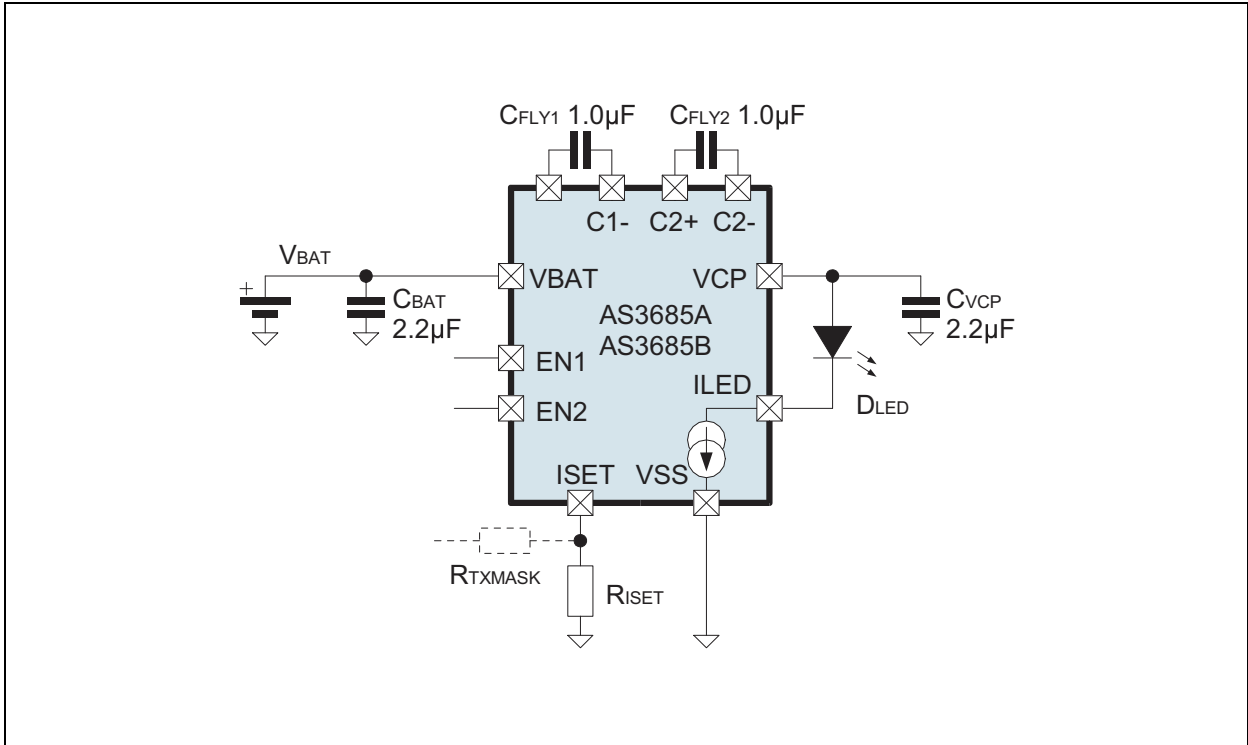 CFLY1 1.0µF
CFLY2 1.0µF
C1-
C2+
C2-
VBAT
+
VBAT
VCP
CBAT
2.2µF
AS3685A
AS3685B
CVCP
2.2µF
EN1
ILED
EN2
DLED
ISET
VSS
RTXMASK
RISET